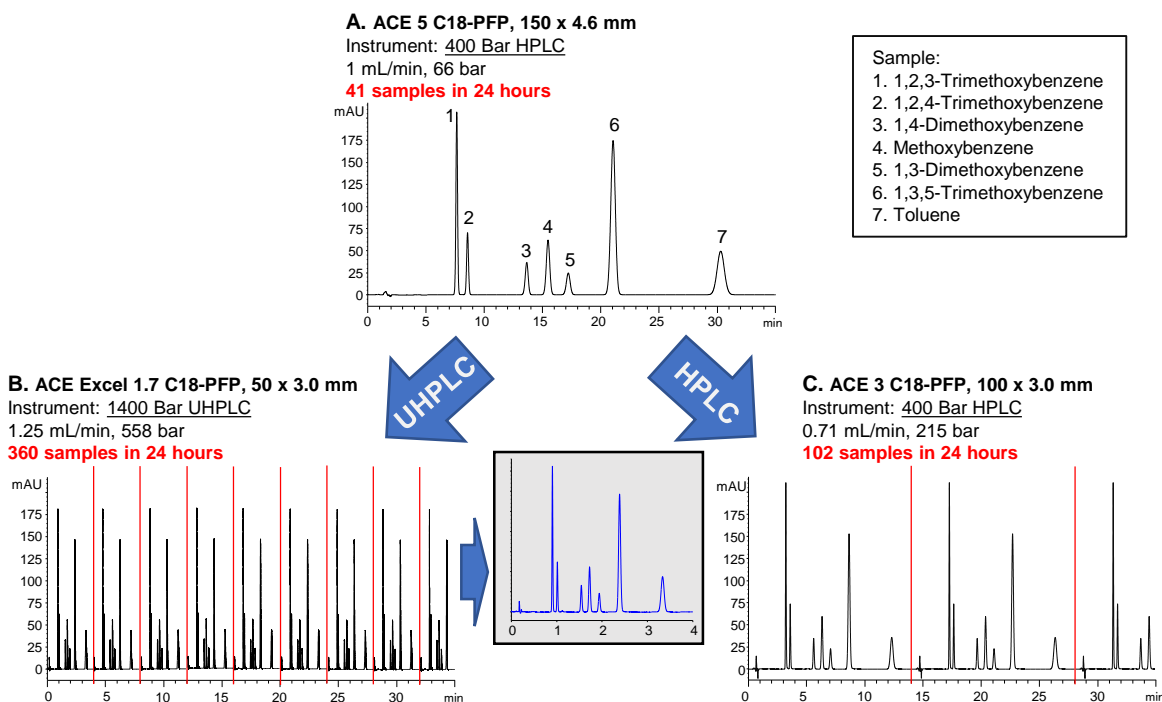 A. ACE 5 C18-PFP, 150 x 4.6 mm
Instrument: 400 Bar HPLC
1 mL/min, 66 bar
41 samples in 24 hours
mAU
175
150
125
100
75
50
25
0
1
2
3
4
5
6
7
0 5 10 15 20 25 30 min
Sample:
1. 1,2,3-Trimethoxybenzene
2. 1,2,4-Trimethoxybenzene
3. 1,4-Dimethoxybenzene
4. Methoxybenzene
5. 1,3-Dimethoxybenzene
6. 1,3,5-Trimethoxybenzene
7. Toluene
UHPLC
HPLC
B. ACE Excel 1.7 C18-PFP, 50 x 3.0 mm
Instrument: 1400 Bar UHPLC
1.25 mL/min, 558 bar
360 samples in 24 hours
mAU
175
150
125
100
75
50
25
0
0 5 10 15 20 25 30 min
0 1 2 3 4
C. ACE 3 C18-PFP, 100 x 3.0 mm
Instrument: 400 Bar HPLC
0.71 mL/min, 215 bar
102 samples in 24 hours
mAU
175
150
125
100
75
50
25
0
0 5 10 15 20 25 30 min